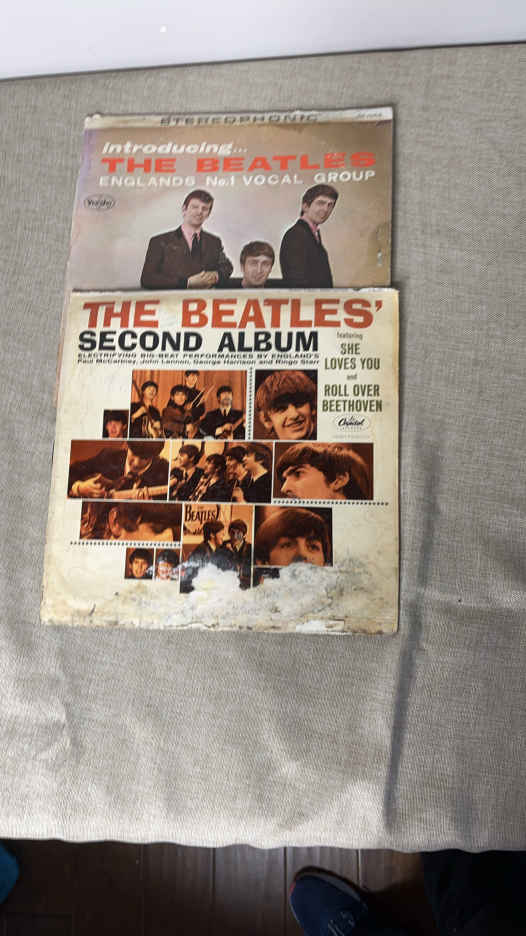 STEREOPHONIC
Introducing...
THE BEATLES
ENGLANDS No.1 VOCAL GROUP
THE BEATLES'
SECOND ALBUM
ELECTRIFYING BIG-BEAT PERFORMANCES BY ENGLAND'S
Paul McCartney, John Lennon, George Harrison and Ringo Starr
featuring
SHE
LOVES YOU
and
ROLL OVER
BEETHOVEN
Capitol
BEATLES